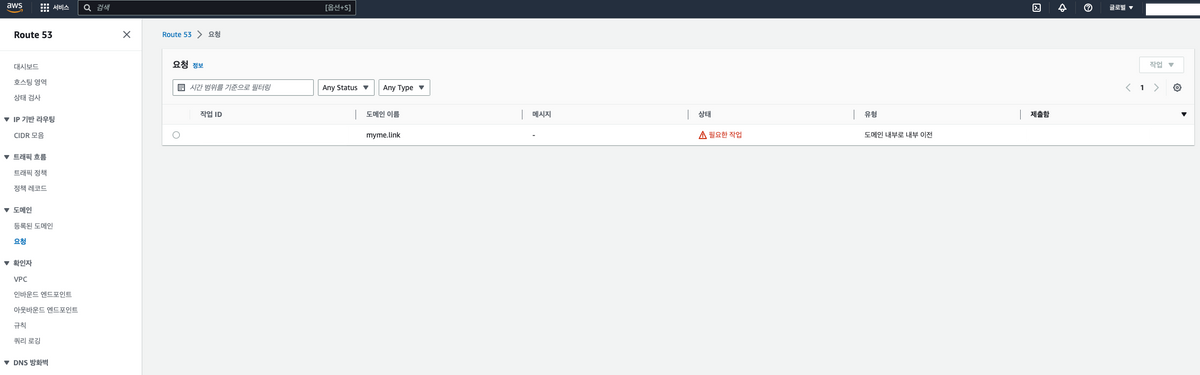 aws 서비스 검색 [옵션+S] 글로벌
Route 53
대시보드
호스팅 영역
상태 검사
IP 기반 라우팅
CIDR 모음
트래픽 흐름
트래픽 정책
정책 레코드
도메인
등록된 도메인
요청
확인자
VPC
인바운드 엔드포인트
아웃바운드 엔드포인트
규칙
쿼리 로깅
DNS 방화벽
Route 53 > 요청
요청 정보 작업
시간 범위를 기준으로 필터링 Any Status Any Type 1
작업 ID 도메인 이름 메시지 상태 유형 제출함
myme.link - 필요한 작업 도메인 내부로 내부 이전